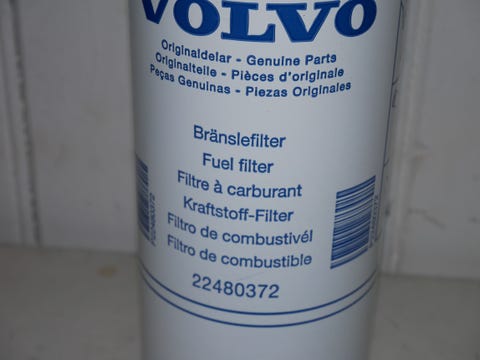 VOLVO
Originaldelar - Genuine Parts
Originalteile - Pièces d'originale
Peças Genuinas - Piezas Originales
Bränslefilter
Fuel filter
Filtre à carburant
Kraftstoff-Filter
Filtro de combustivél
Filtro de combustible
22480372